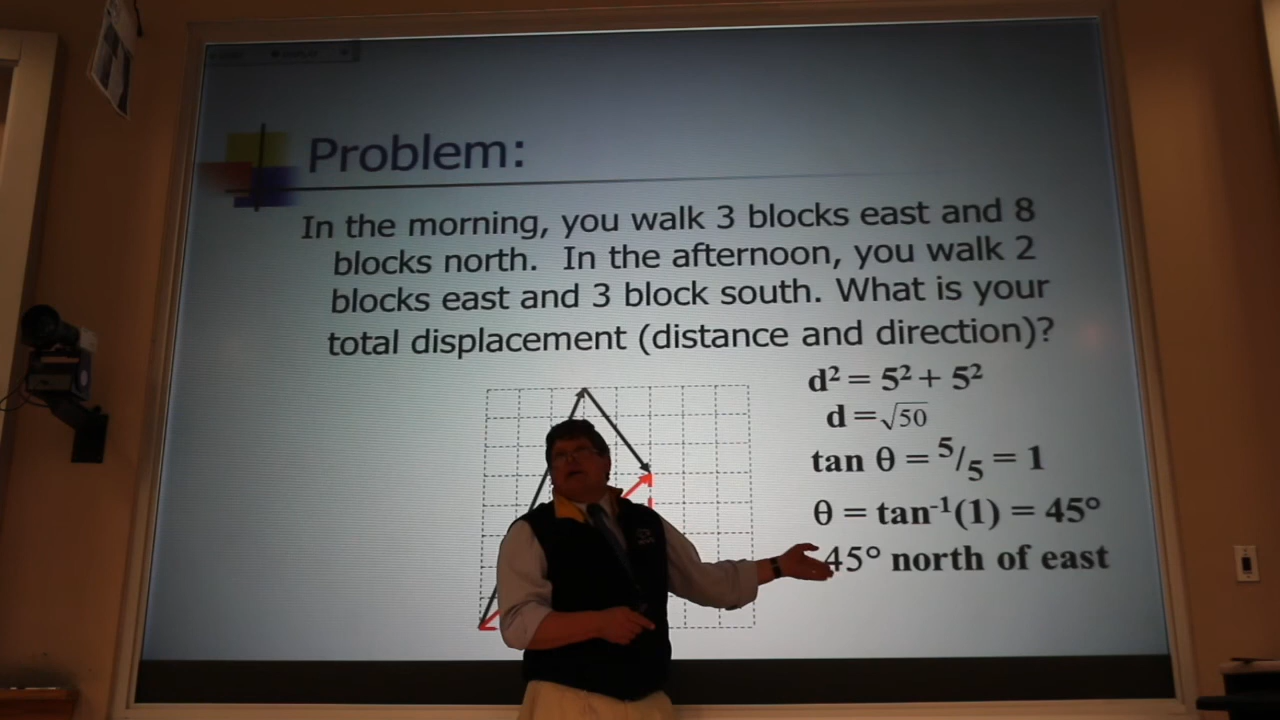 Problem:
In the morning, you walk 3 blocks east and 8
blocks north. In the afternoon, you walk 2
blocks east and 3 block south. What is your
total displacement (distance and direction)?
d² = 5² + 5²
d = √50
tan θ = 5/5 = 1
θ = tan⁻¹(1) = 45°
45° north of east